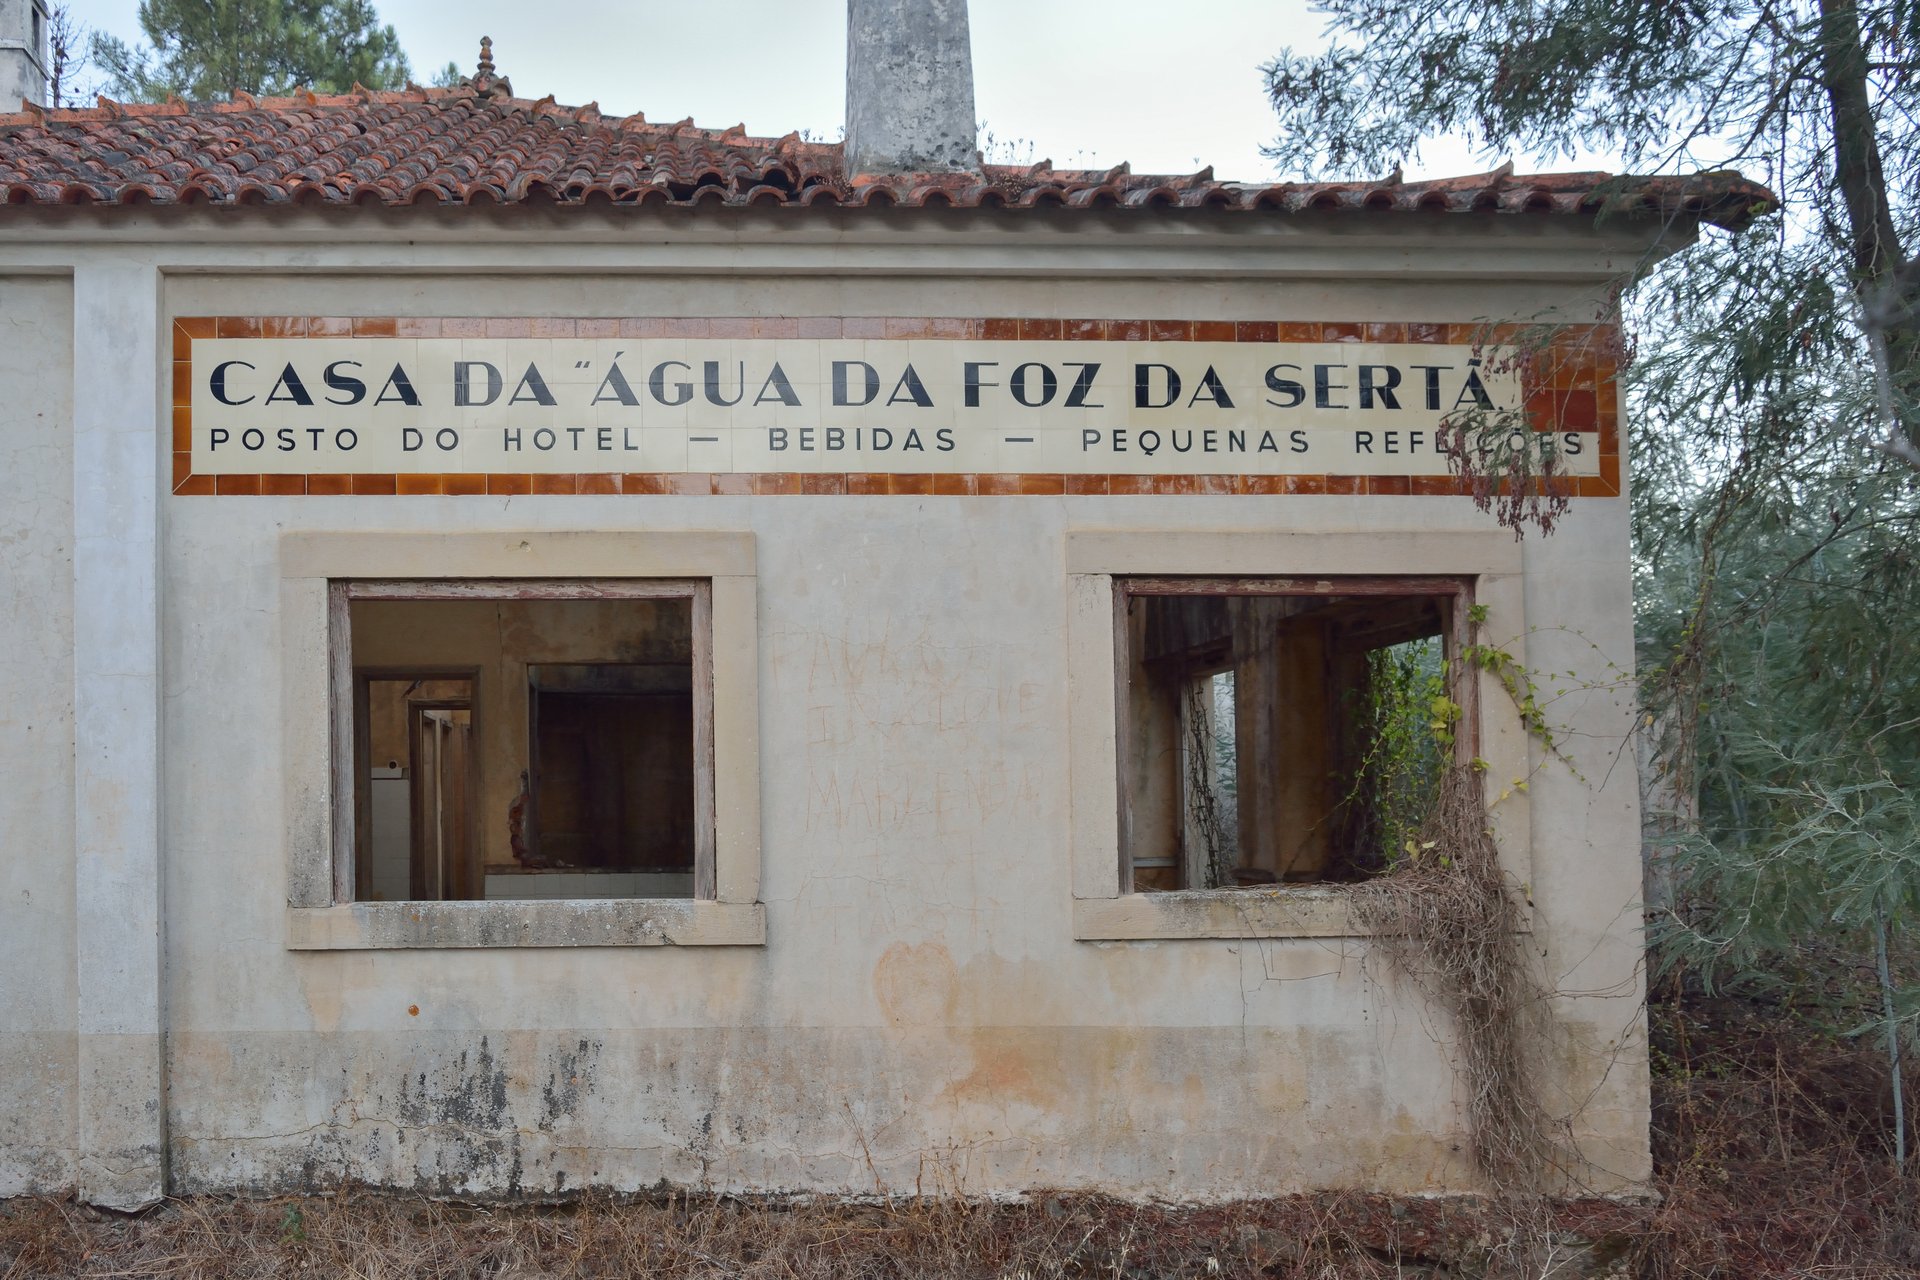 CASA DA "ÁGUA DA FOZ DA SERTÃ"
POSTO DO HOTEL — BEBIDAS — PEQUENAS REFEIÇÕES